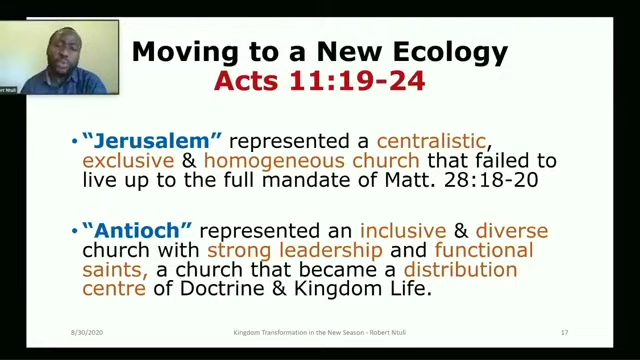 Moving to a New Ecology
Acts 11:19-24
• “Jerusalem” represented a centralistic,
exclusive & homogeneous church that failed to
live up to the full mandate of Matt. 28:18-20
• “Antioch” represented an inclusive & diverse
church with strong leadership and functional
saints, a church that became a distribution
centre of Doctrine & Kingdom Life.
ert Ntuli
8/30/2020
Kingdom Transformation in the New Season - Robert Ntuli
17